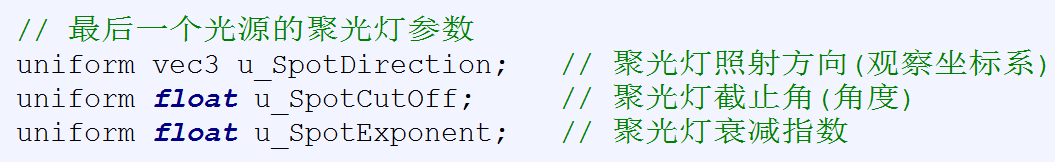 // 最后一个光源的聚光灯参数
uniform vec3 u_SpotDirection; // 聚光灯照射方向(观察坐标系)
uniform float u_SpotCutOff; // 聚光灯截止角(角度)
uniform float u_SpotExponent; // 聚光灯衰减指数